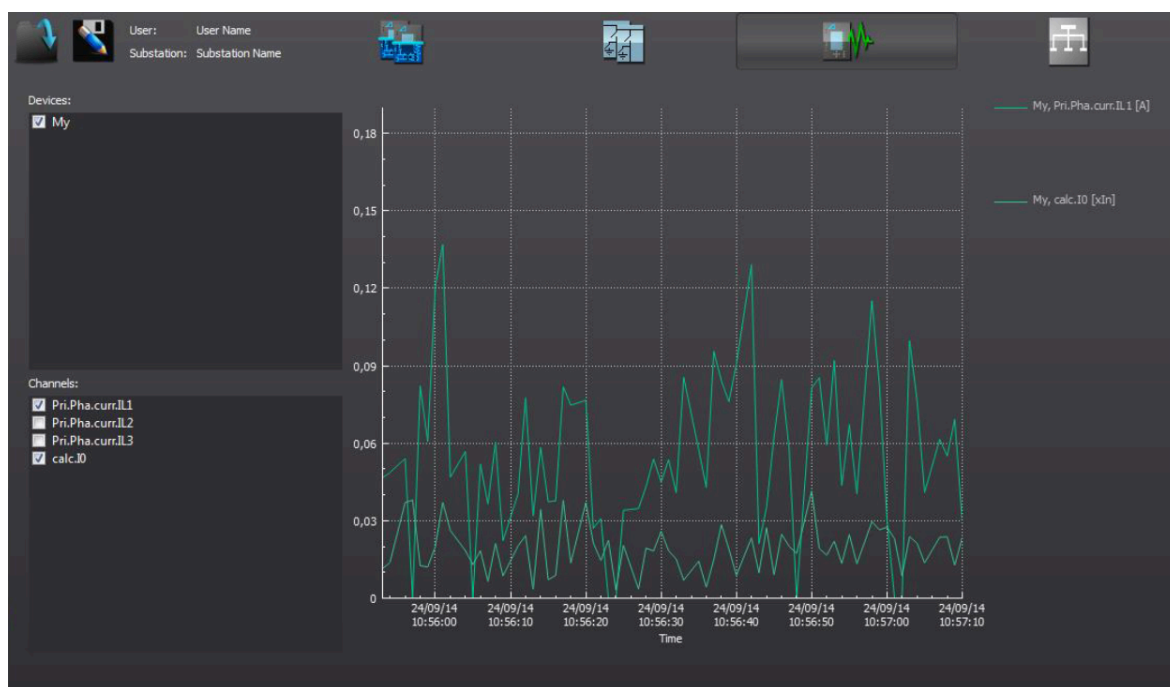 User: User Name
Substation: Substation Name
Devices:
My
Channels:
Pri.Pha.curr.IL1
Pri.Pha.curr.IL2
Pri.Pha.curr.IL3
calc.I0
0,18
0,15
0,12
0,09
0,06
0,03
0
24/09/14 24/09/14 24/09/14 24/09/14 24/09/14 24/09/14 24/09/14 24/09/14
10:56:00 10:56:10 10:56:20 10:56:30 10:56:40 10:56:50 10:57:00 10:57:10
Time
My, Pri.Pha.curr.IL1 [A]
My, calc.I0 [xIn]